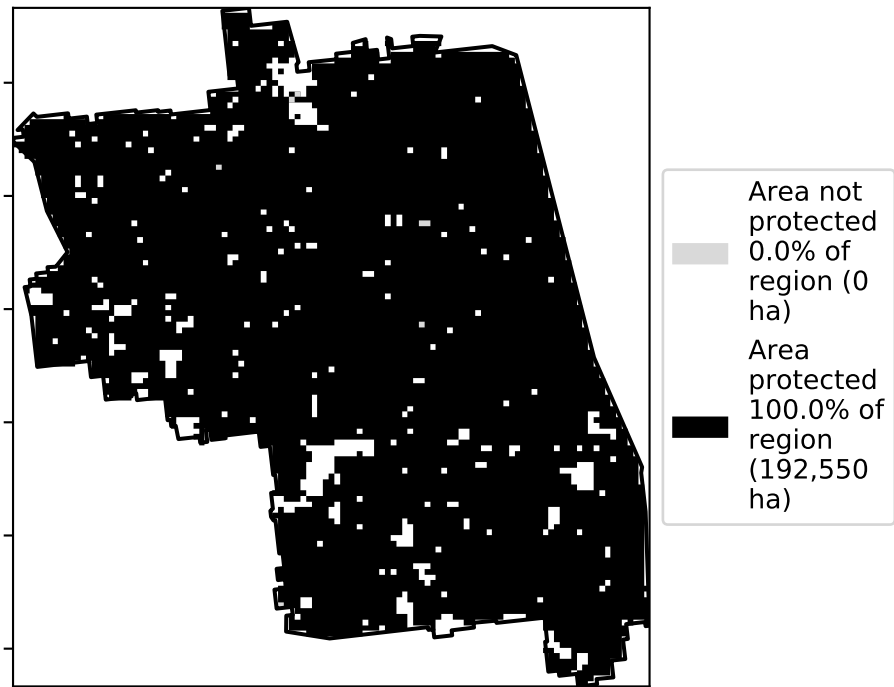 Area not
protected
0.0% of
region (0
ha)
Area
protected
100.0% of
region
(192,550
ha)